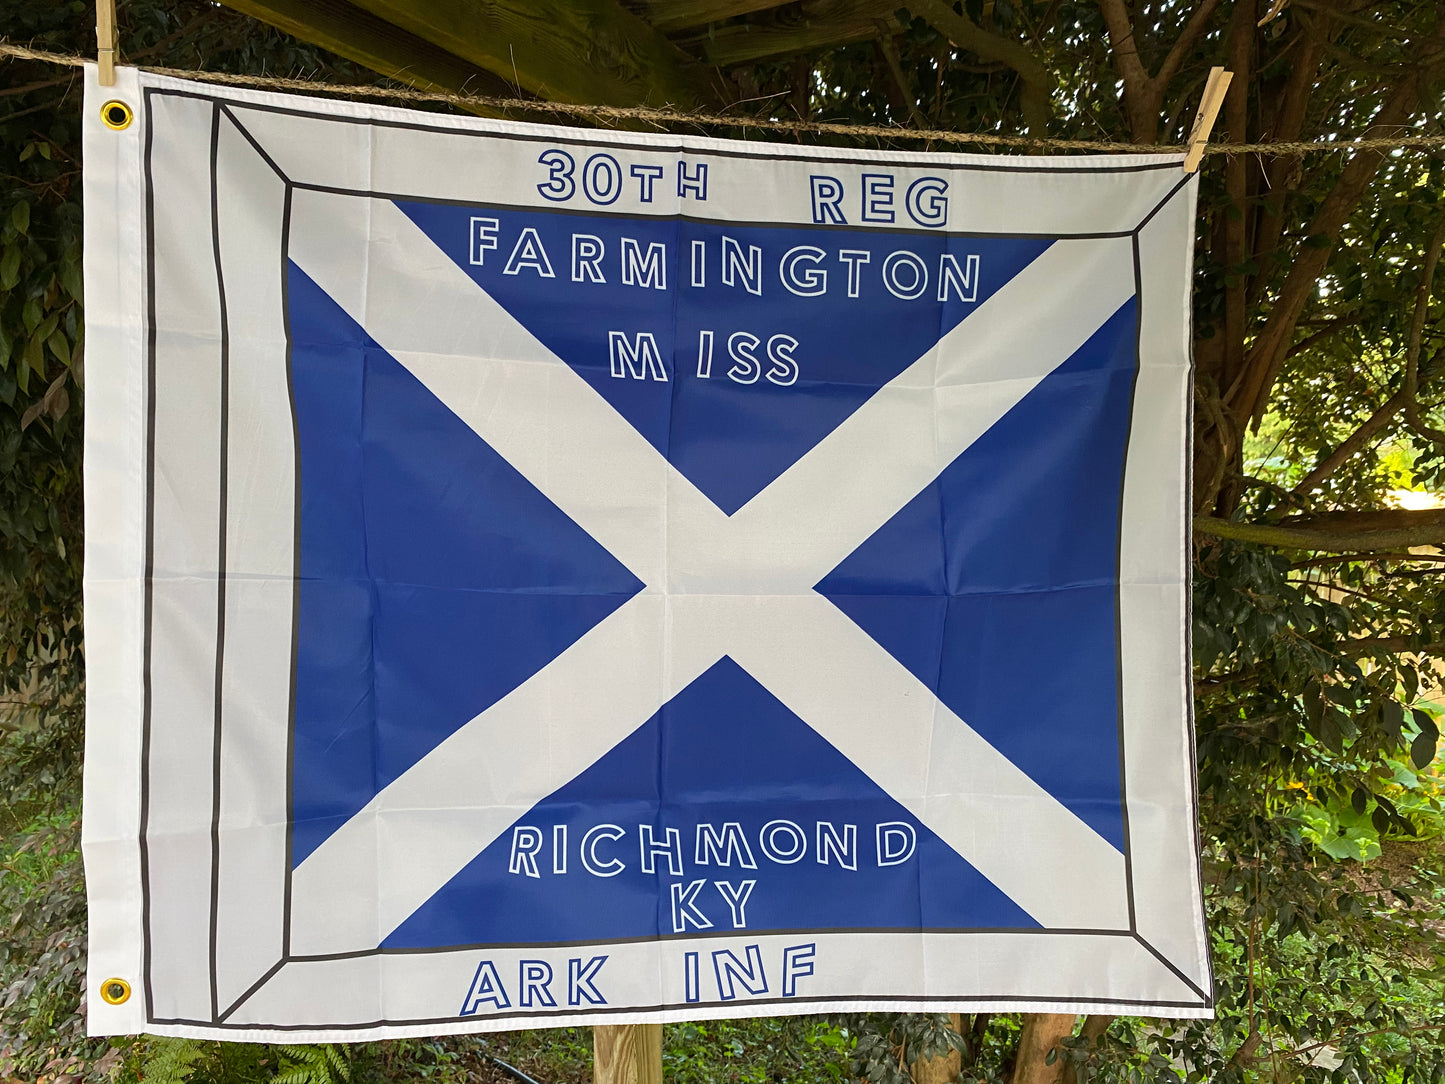 30TH REG
FARMINGTON
MISS
RICHMOND
KY
ARK INF